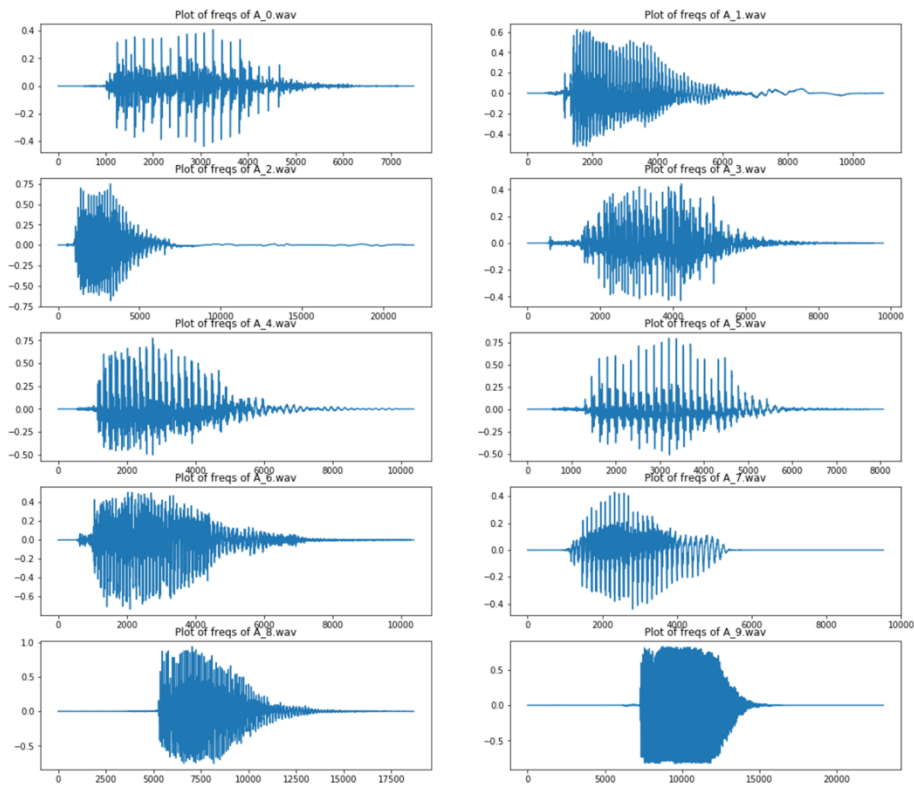 Plot of freqs of A_0.wav
0.4
0.2
0.0
−0.2
−0.4
0 1000 2000 3000 4000 5000 6000 7000
Plot of freqs of A_1.wav
0.6
0.4
0.2
0.0
−0.2
−0.4
0 2000 4000 6000 8000 10000
Plot of freqs of A_2.wav
0.75
0.50
0.25
0.00
−0.25
−0.50
−0.75
0 5000 10000 15000 20000
Plot of freqs of A_3.wav
0.4
0.2
0.0
−0.2
−0.4
0 2000 4000 6000 8000 10000
Plot of freqs of A_4.wav
0.75
0.50
0.25
0.00
−0.25
−0.50
0 2000 4000 6000 8000 10000
Plot of freqs of A_5.wav
0.75
0.50
0.25
0.00
−0.25
−0.50
0 1000 2000 3000 4000 5000 6000 7000 8000
Plot of freqs of A_6.wav
0.4
0.2
0.0
−0.2
−0.4
−0.6
0 2000 4000 6000 8000 10000
Plot of freqs of A_7.wav
0.4
0.2
0.0
−0.2
−0.4
0 2000 4000 6000 8000 10000
Plot of freqs of A_8.wav
1.0
0.5
0.0
−0.5
0 2500 5000 7500 10000 12500 15000 17500
Plot of freqs of A_9.wav
0.5
0.0
−0.5
0 5000 10000 15000 20000